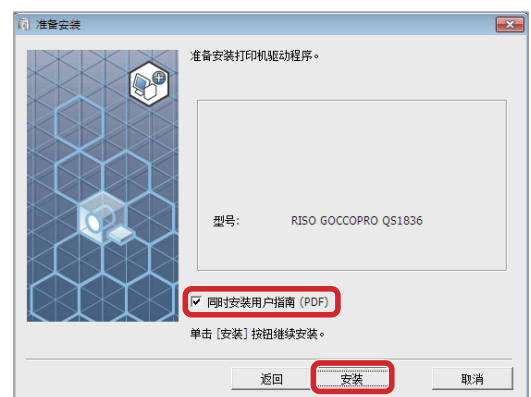 准备安装
准备安装打印机驱动程序。
型号: RISO GOCCOPRO QS1836
同时安装用户指南 (PDF)
单击 [安装] 按钮继续安装。
返回 安装 取消